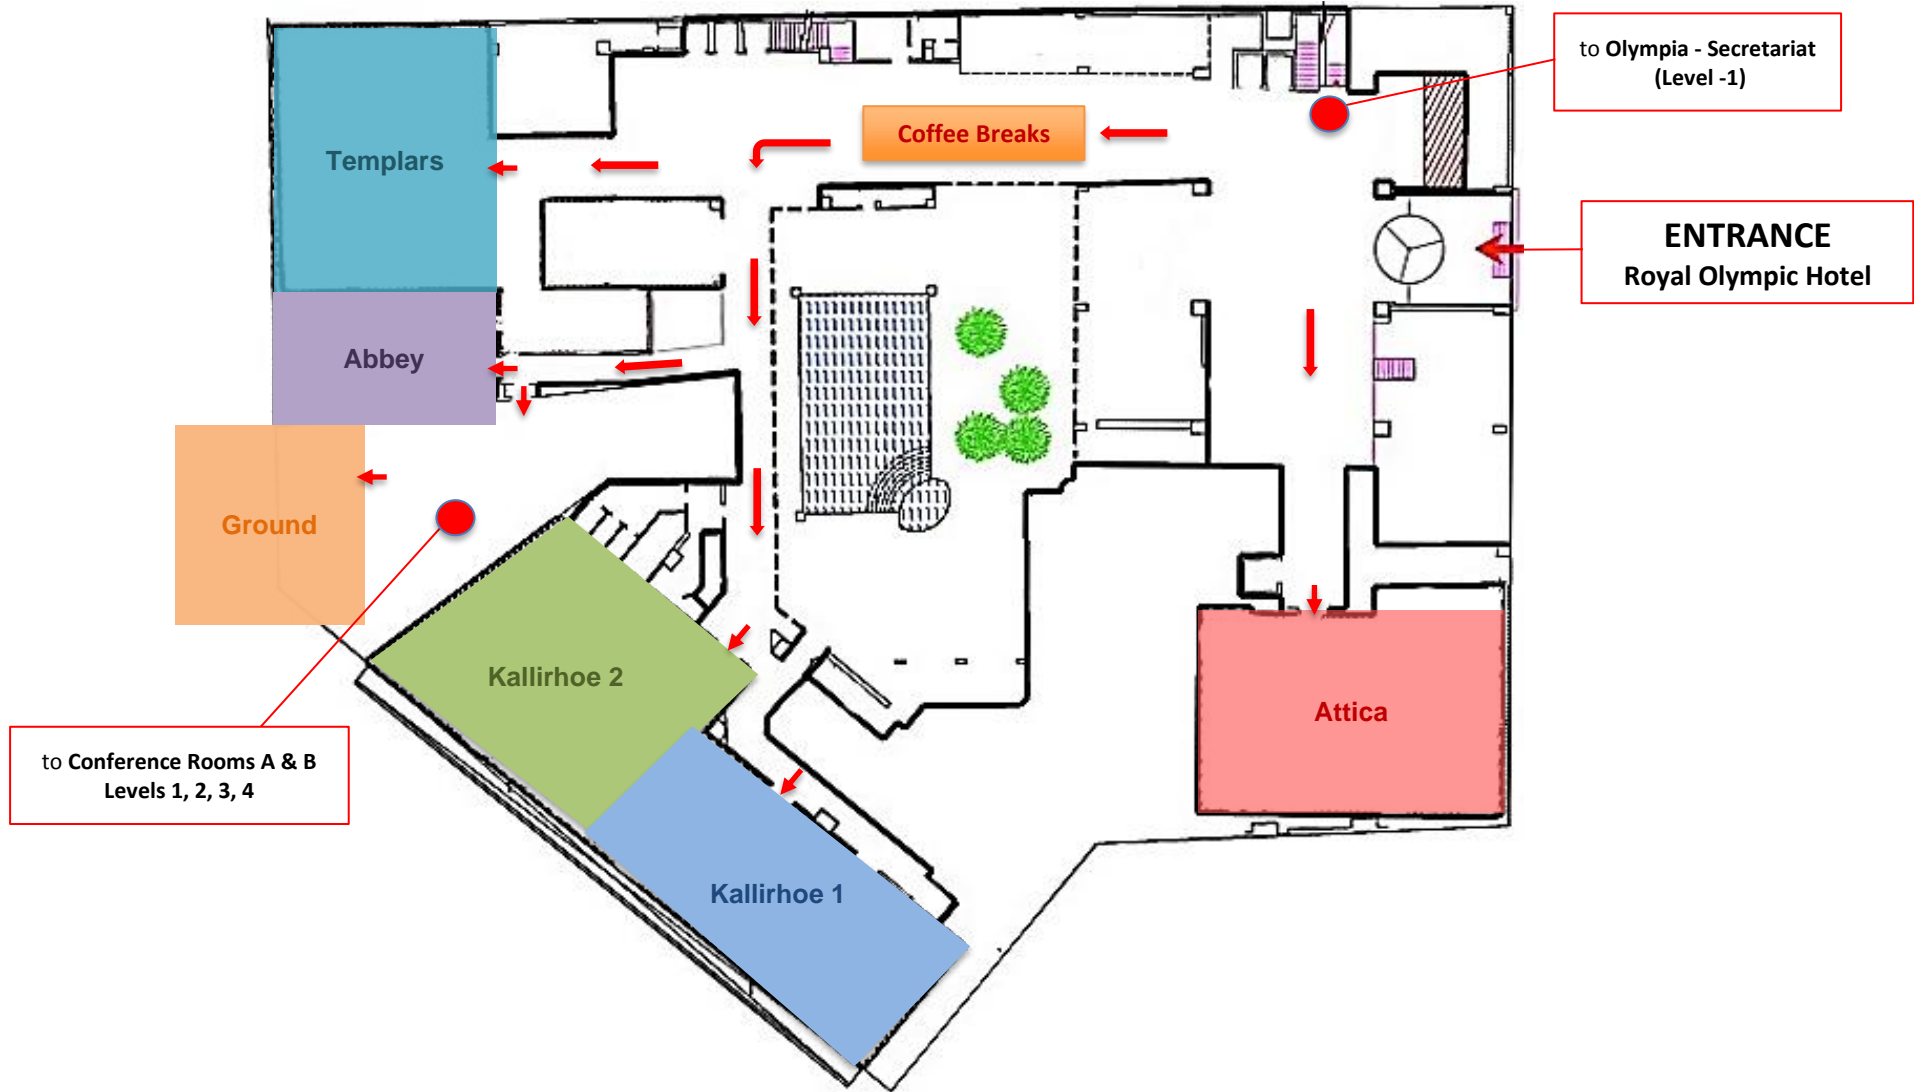 to Olympia - Secretariat
(Level -1)
Coffee Breaks
Templars
ENTRANCE
Royal Olympic Hotel
Abbey
Ground
Kallirhoe 2
Attica
to Conference Rooms A & B
Levels 1, 2, 3, 4
Kallirhoe 1